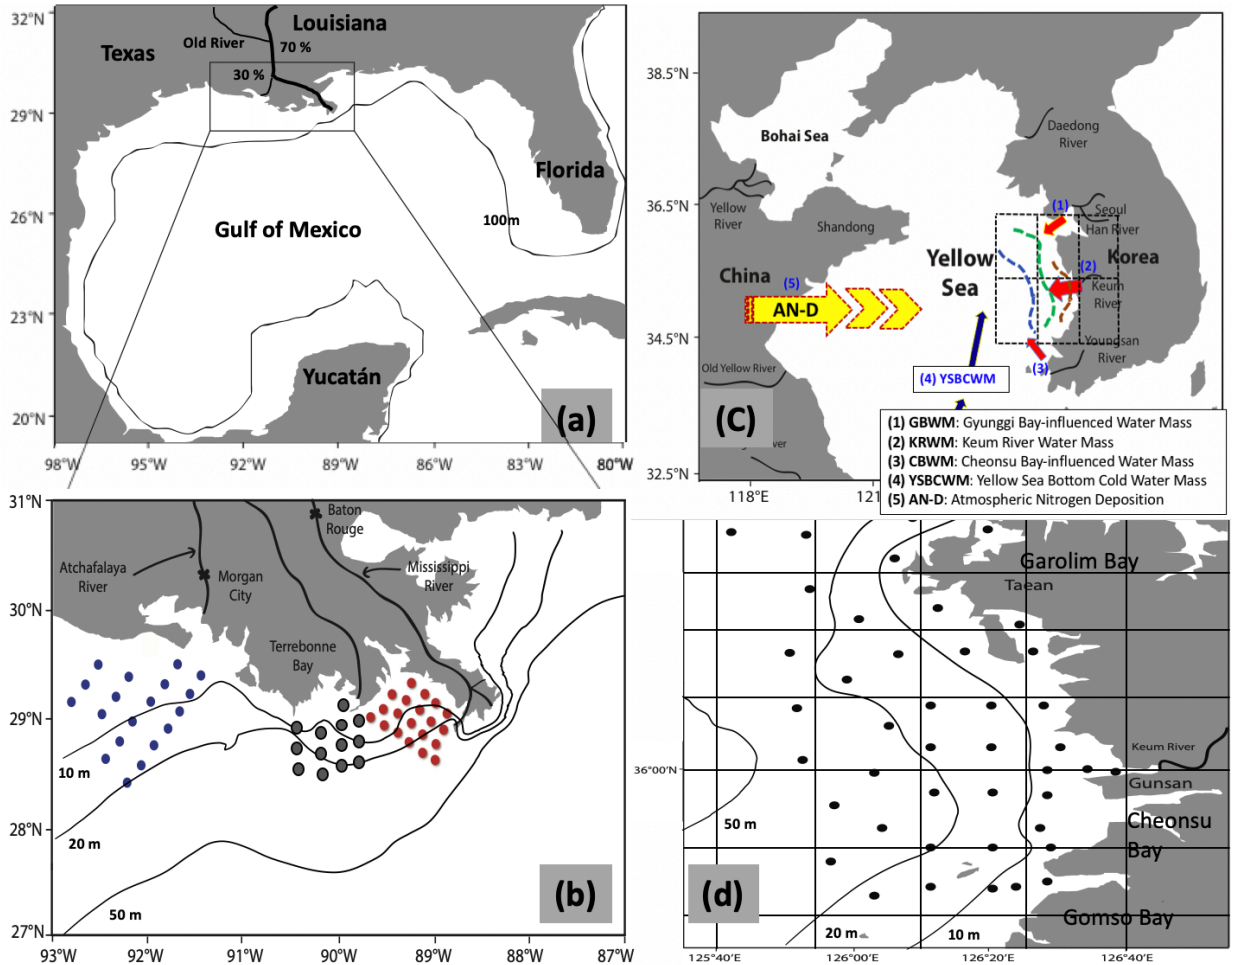 32°N
29°N
26°N
23°N
20°N
98°W
95°W
92°W
89°W
86°W
83°W
80°W
Texas
Old River
Louisiana
70 %
30 %
Florida
100m
Gulf of Mexico
Yucatán
(a)
31°N
30°N
29°N
28°N
27°N
93°W
92°W
91°W
90°W
89°W
88°W
87°W
Baton
Rouge
Atchafalaya
River
Morgan
City
Mississippi
River
Terrebonne
Bay
10 m
20 m
50 m
(b)
38.5°N
36.5°N
34.5°N
32.5°N
118°E
121
Bohai Sea
Daedong
River
Yellow
River
Shandong
(1)
Seoul
Han River
Yellow
Sea
Korea
China
(5)
(2)
Keum
River
AN-D
Youngsan
River
(3)
Old Yellow River
(4) YSBCWM
(C)
ver
(1) GBWM: Gyunggi Bay-influenced Water Mass
(2) KRWM: Keum River Water Mass
(3) CBWM: Cheonsu Bay-influenced Water Mass
(4) YSBCWM: Yellow Sea Bottom Cold Water Mass
(5) AN-D: Atmospheric Nitrogen Deposition
Garolim Bay
Taean
Keum River
36°00'N
Gunsan
50 m
Cheonsu
Bay
(d)
Gomso Bay
20 m
10 m
125°40'E
126°00'E
126°20'E
126°40'E